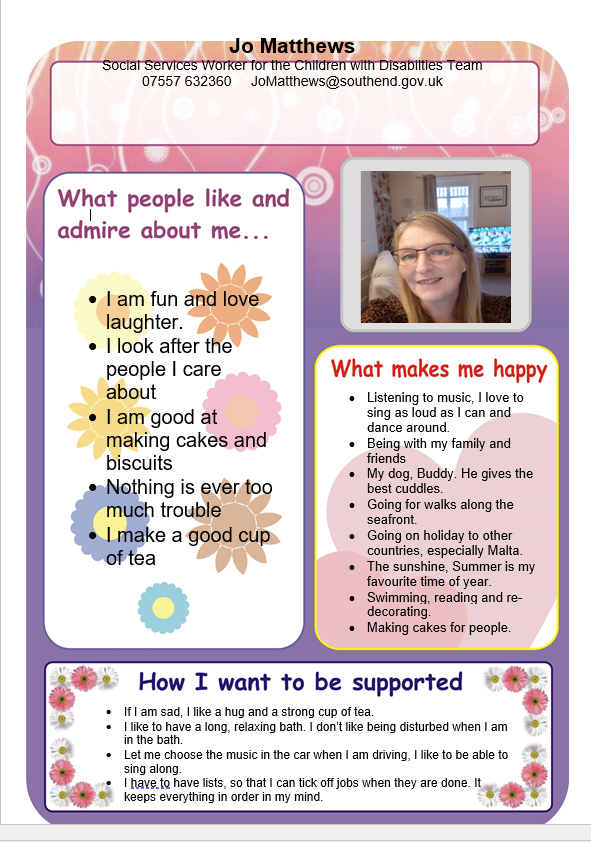 Jo Matthews
Social Services Worker for the Children with Disabilties Team
07557 632360 JoMatthews@southend.gov.uk
What people like and
admire about me...
• I am fun and love
laughter.
• I look after the
people I care
about
• I am good at
making cakes and
biscuits
• Nothing is ever too
much trouble
• I make a good cup
of tea
What makes me happy
• Listening to music, I love to
sing as loud as I can and
dance around.
• Being with my family and
friends
• My dog, Buddy. He gives the
best cuddles.
• Going for walks along the
seafront.
• Going on holiday to other
countries, especially Malta.
• The sunshine, Summer is my
favourite time of year.
• Swimming, reading and re-
decorating.
• Making cakes for people.
How I want to be supported
• If I am sad, I like a hug and a strong cup of tea.
• I like to have a long, relaxing bath. I don’t like being disturbed when I am
in the bath.
• Let me choose the music in the car when I am driving, I like to be able to
sing along.
• I have to have lists, so that I can tick off jobs when they are done. It
keeps everything in order in my mind.